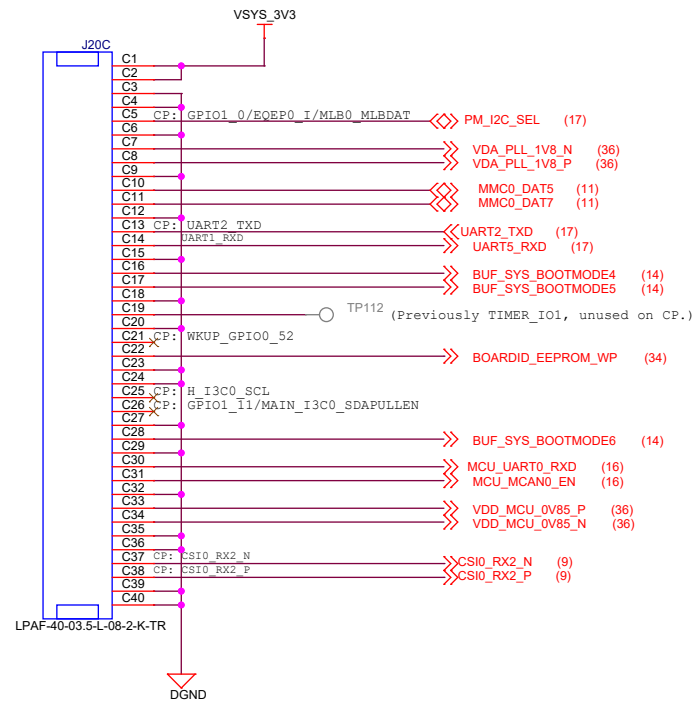 VSYS_3V3
J20C
C1
C2
C3
C4
C5 CP: GPIO1_0/EQEP0_I/MLB0_MLBDAT PM_I2C_SEL (17)
C6
C7 VDA_PLL_1V8_N (36)
C8 VDA_PLL_1V8_P (36)
C9
C10 MMC0_DAT5 (11)
C11 MMC0_DAT7 (11)
C12
C13 CP: UART2_TXD UART2_TXD (17)
C14 UART1_RXD UART5_RXD (17)
C15
C16 BUF_SYS_BOOTMODE4 (14)
C17 BUF_SYS_BOOTMODE5 (14)
C18
C19 TP112 (Previously TIMER_IO1, unused on CP.)
C20
C21 CP: WKUP_GPIO0_52
C22 BOARDID_EEPROM_WP (34)
C23
C24
C25 CP: H_I3C0_SCL
C26 CP: GPIO1_11/MAIN_I3C0_SDAPULLEN
C27
C28 BUF_SYS_BOOTMODE6 (14)
C29
C30 MCU_UART0_RXD (16)
C31 MCU_MCAN0_EN (16)
C32
C33 VDD_MCU_0V85_P (36)
C34 VDD_MCU_0V85_N (36)
C35
C36
C37 CP: CSI0_RX2_N CSI0_RX2_N (9)
C38 CP: CSI0_RX2_P CSI0_RX2_P (9)
C39
C40
LPAF-40-03.5-L-08-2-K-TR
DGND